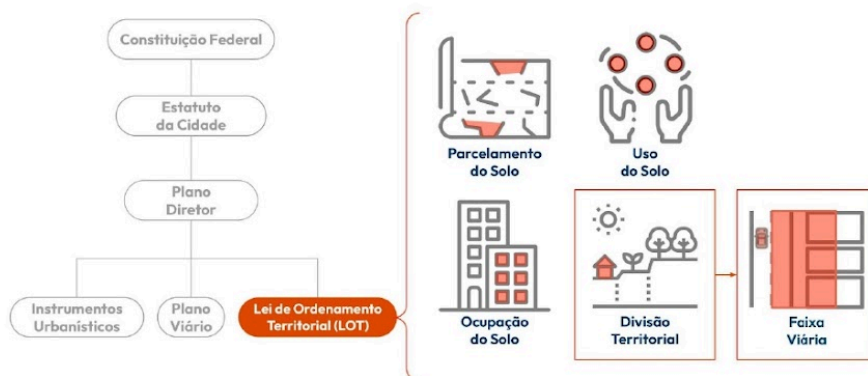 Constituição Federal
Estatuto
da Cidade
Plano
Diretor
Instrumentos
Urbanísticos
Plano
Viário
Lei de Ordenamento
Territorial (LOT)
Parcelamento
do Solo
Uso
do Solo
Ocupação
do Solo
Divisão
Territorial
Faixa
Viária